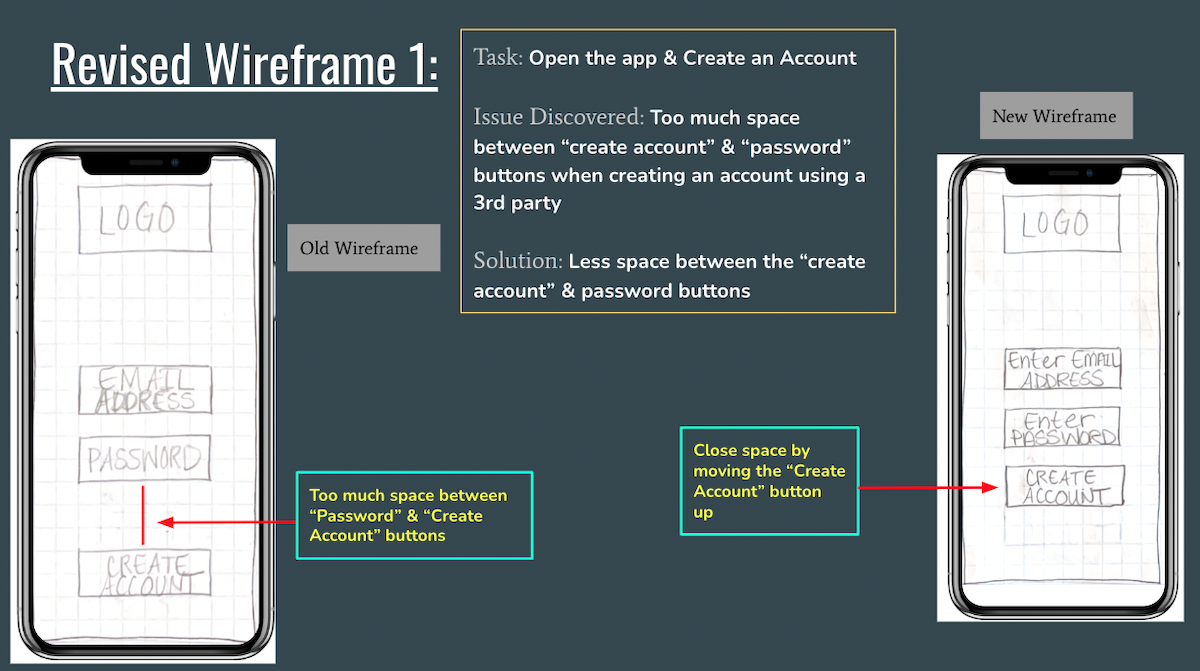 Revised Wireframe 1:
Task: Open the app & Create an Account
Issue Discovered: Too much space
between “create account” & “password”
buttons when creating an account using a
3rd party
Solution: Less space between the “create
account” & password buttons
Old Wireframe
New Wireframe
LOGO
EMAIL
ADDRESS
PASSWORD
CREATE
ACCOUNT
Too much space between
“Password” & “Create
Account” buttons
Close space by
moving the “Create
Account” button
up
LOGO
Enter EMAIL
ADDRESS
Enter
PASSWORD
CREATE
ACCOUNT